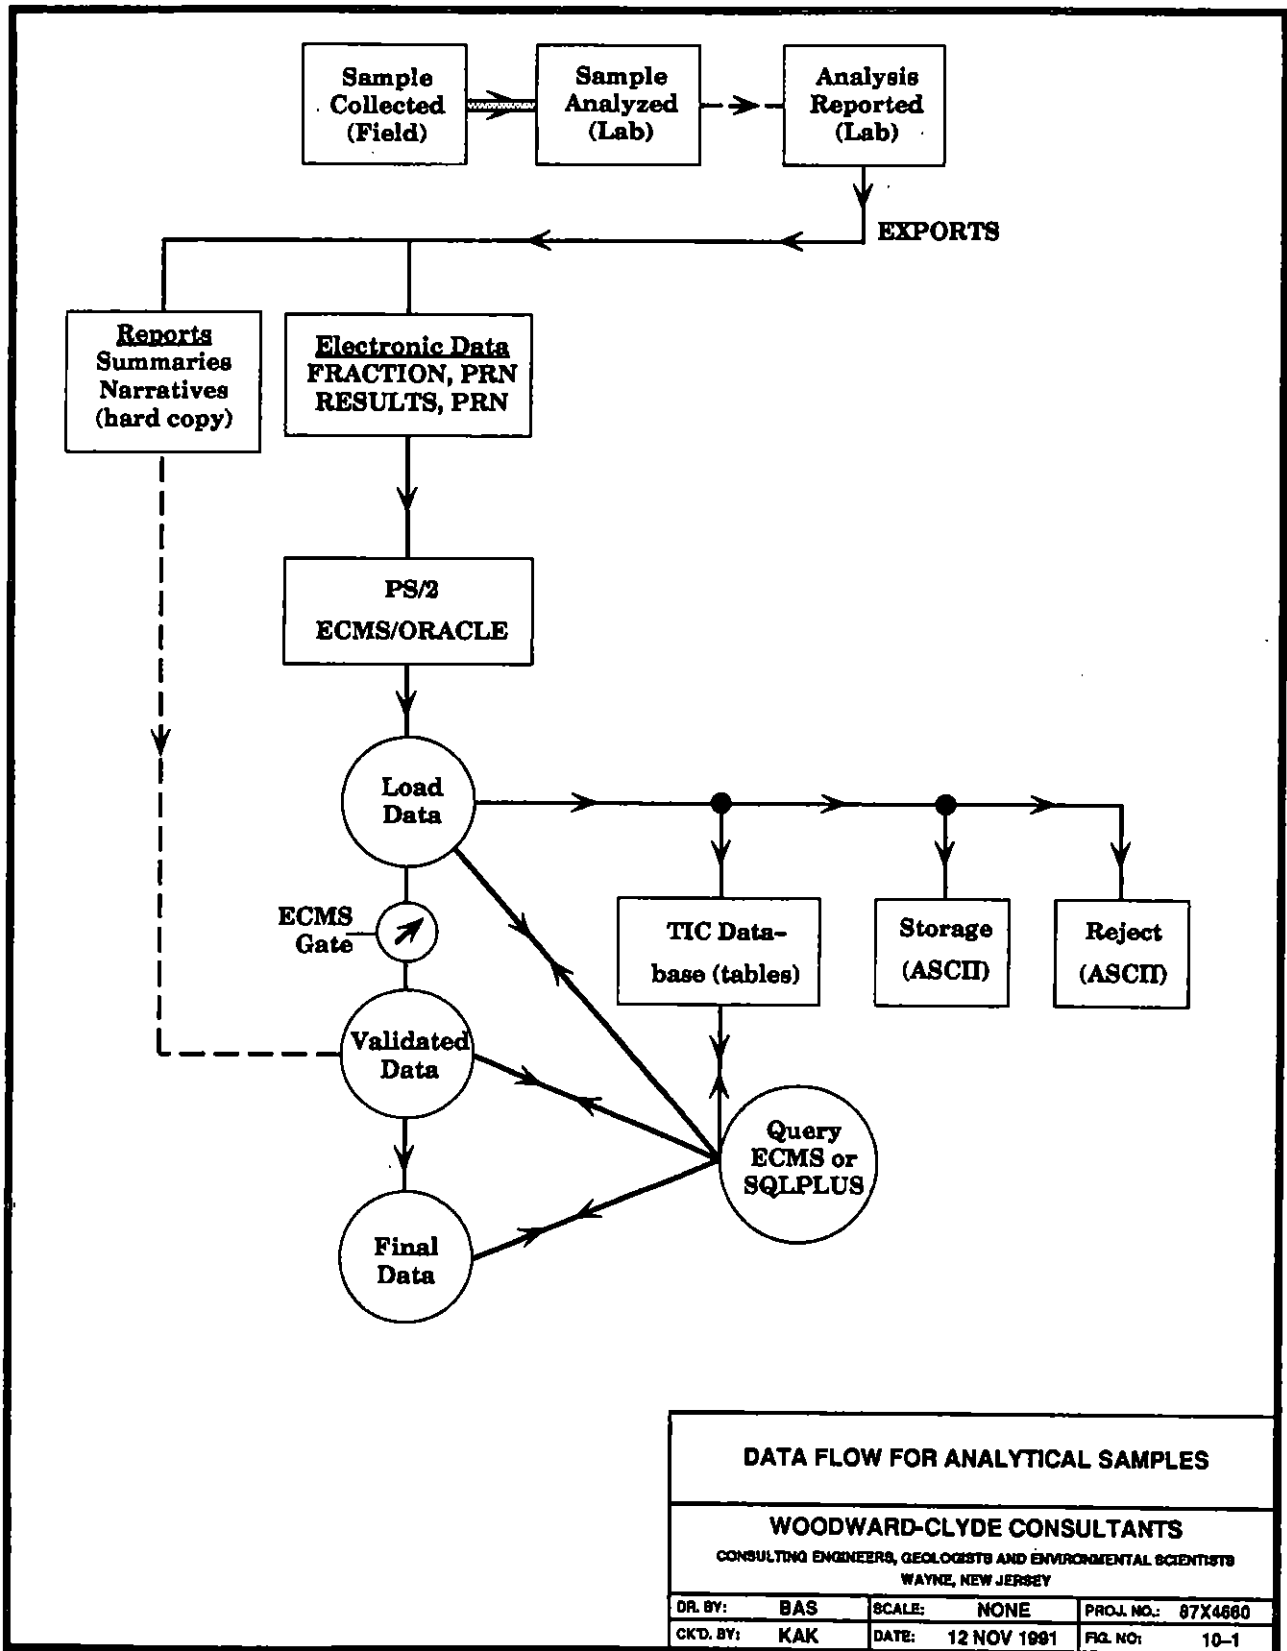 Sample
Collected
(Field)
Sample
Analyzed
(Lab)
Analysis
Reported
(Lab)
EXPORTS
Reports
Summaries
Narratives
(hard copy)
Electronic Data
FRACTION, PRN
RESULTS, PRN
PS/2
ECMS/ORACLE
Load
Data
ECMS
Gate
TIC Data-
base (tables)
Storage
(ASCII)
Reject
(ASCII)
Validated
Data
Query
ECMS or
SQLPLUS
Final
Data
DATA FLOW FOR ANALYTICAL SAMPLES
WOODWARD-CLYDE CONSULTANTS
CONSULTING ENGINEERS, GEOLOGISTS AND ENVIRONMENTAL SCIENTISTS
WAYNE, NEW JERSEY
DR. BY: BAS SCALE: NONE PROJ. NO.: 87X4660
CK'D. BY: KAK DATE: 12 NOV 1991 FIG. NO: 10-1